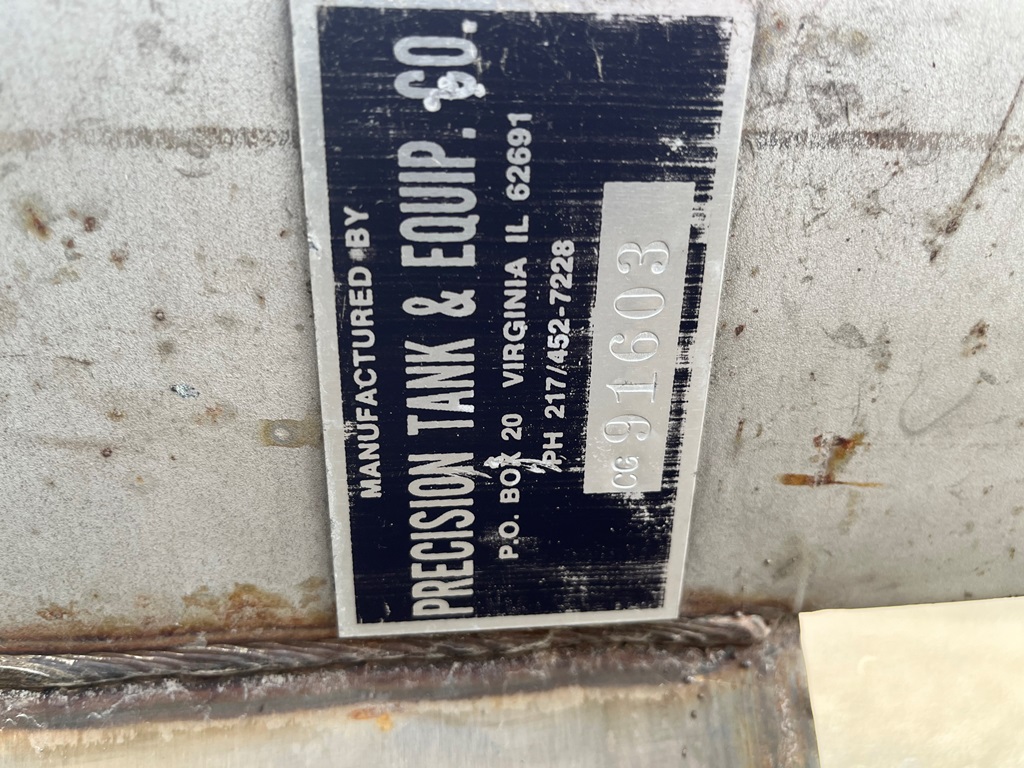 MANUFACTURED BY
PRECISION TANK & EQUIP. CO.
P.O. BOX 20 VIRGINIA IL 62691
PH 217/452-7228
CG 91603